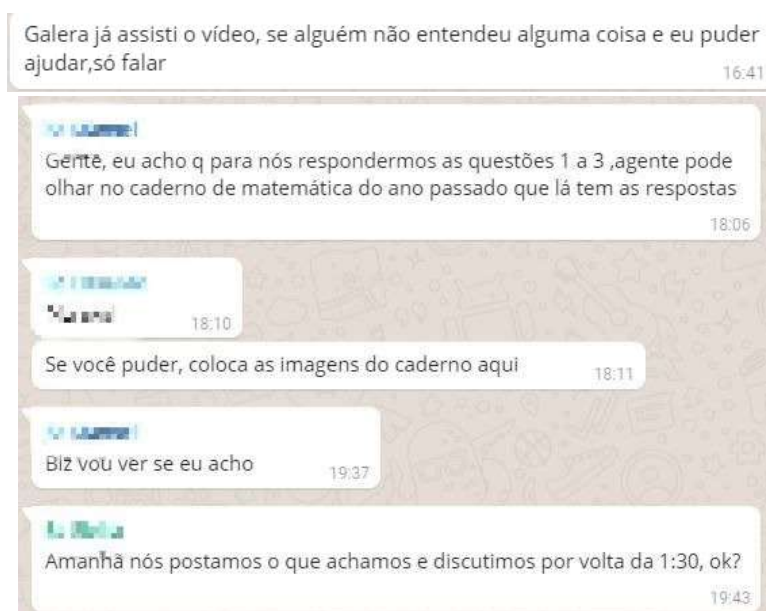 Galera já assisti o vídeo, se alguém não entendeu alguma coisa e eu puder
ajudar,só falar
16:41
Gente, eu acho q para nós respondermos as questões 1 a 3 ,agente pode
olhar no caderno de matemática do ano passado que lá tem as respostas
18:06
18:10
Se você puder, coloca as imagens do caderno aqui
18:11
Biz vou ver se eu acho
19:37
Amanhã nós postamos o que achamos e discutimos por volta da 1:30, ok?
19:43